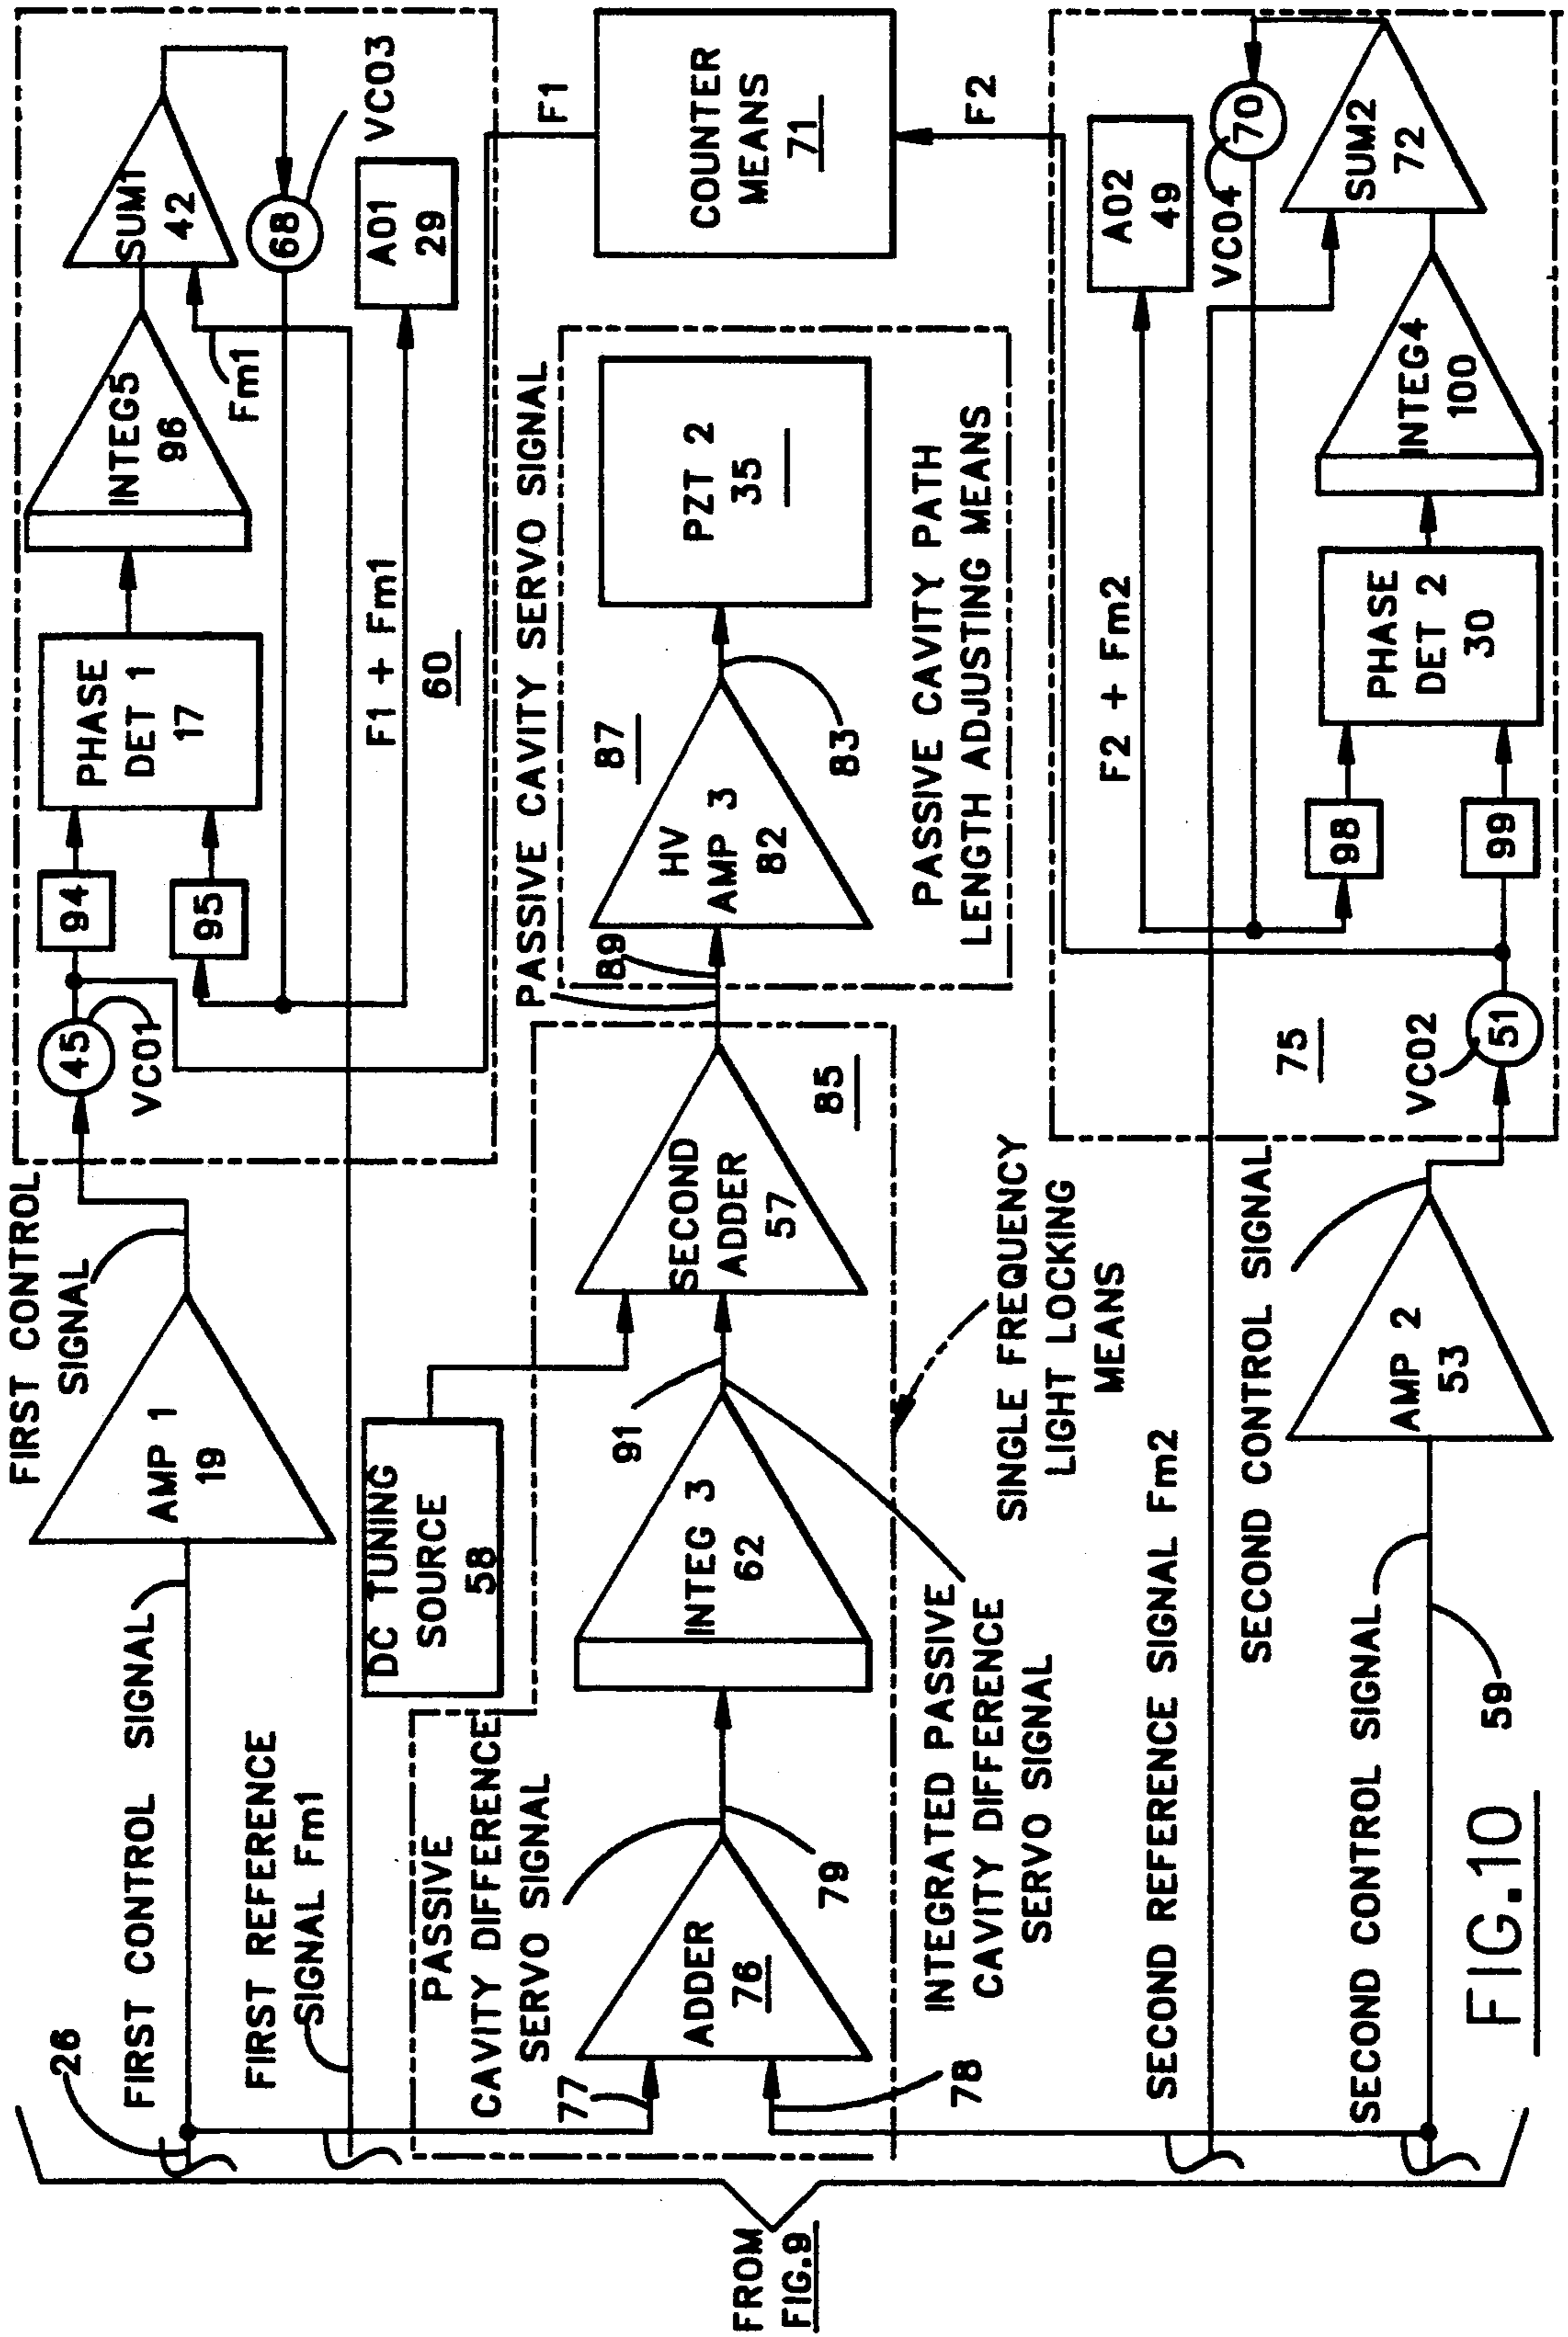 FROM
FIG.9
26
FIRST CONTROL SIGNAL
FIRST REFERENCE
SIGNAL Fm1
AMP 1
19
FIRST CONTROL
SIGNAL
45
VCO1
94
95
PHASE
DET 1
17
INTEG5
96
SUM1
42
Fm1
68
VCO3
A01
29
F1 + Fm1
60
F1
COUNTER
MEANS
71
F2
PASSIVE
CAVITY DIFFERENCE
SERVO SIGNAL
77
78
ADDER
76
79
DC TUNING
SOURCE
58
INTEG 3
62
91
INTEGRATED PASSIVE
CAVITY DIFFERENCE
SERVO SIGNAL
SECOND
ADDER
57
85
SINGLE FREQUENCY
LIGHT LOCKING
MEANS
PASSIVE CAVITY SERVO SIGNAL
89
HV
AMP 3
82
87
83
PZT 2
35
PASSIVE CAVITY PATH
LENGTH ADJUSTING MEANS
SECOND REFERENCE SIGNAL Fm2
SECOND CONTROL SIGNAL
59
AMP 2
53
SECOND CONTROL SIGNAL
75
VCO2
51
98
99
F2 + Fm2
PHASE
DET 2
30
INTEG4
100
A02
49
VCO4
70
SUM2
72
FIG.10